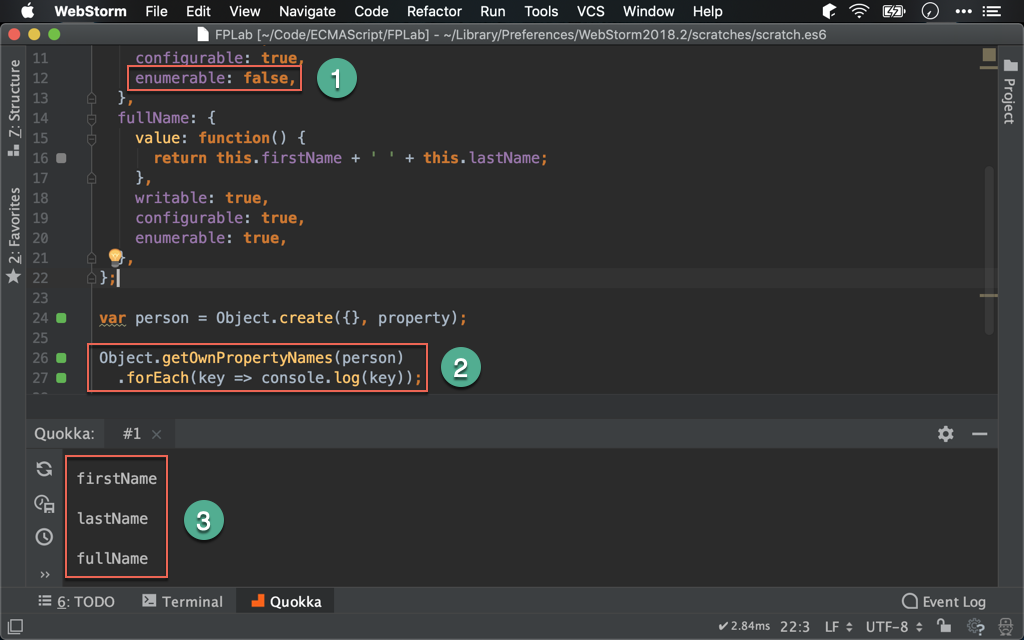 WebStorm File Edit View Navigate Code Refactor Run Tools VCS Window Help
FPLab [~/Code/ECMAScript/FPLab] - ~/Library/Preferences/WebStorm2018.2/scratches/scratch.es6
7: Structure
2: Favorites
Project
11 configurable: true,
12 enumerable: false,
1
13 },
14 fullName: {
15 value: function() {
16 return this.firstName + ' ' + this.lastName;
17 },
18 writable: true,
19 configurable: true,
20 enumerable: true,
21 },
22 };
23
24 var person = Object.create({}, property);
25
26 Object.getOwnPropertyNames(person)
27 .forEach(key => console.log(key));
2
Quokka: #1
firstName
lastName
fullName
3
6: TODO Terminal Quokka Event Log
2.84ms 22:3 LF UTF-8